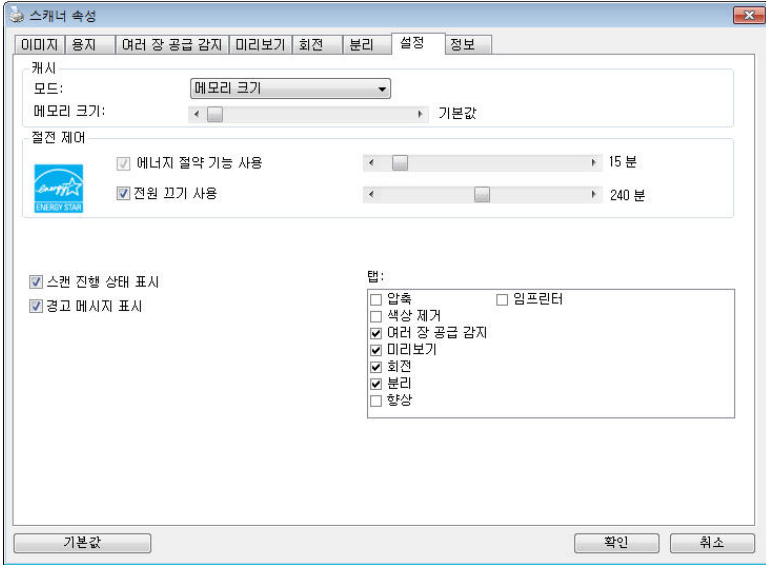 스캐너 속성
이미지 용지 여러 장 공급 감지 미리보기 회전 분리 설정 정보
캐시
모드: 메모리 크기
메모리 크기: 기본값
절전 제어
에너지 절약 기능 사용 15 분
energy
ENERGY STAR
전원 끄기 사용 240 분
탭:
스캔 진행 상태 표시
경고 메시지 표시
압축 임프린터
색상 제거
여러 장 공급 감지
미리보기
회전
분리
향상
기본값 확인 취소